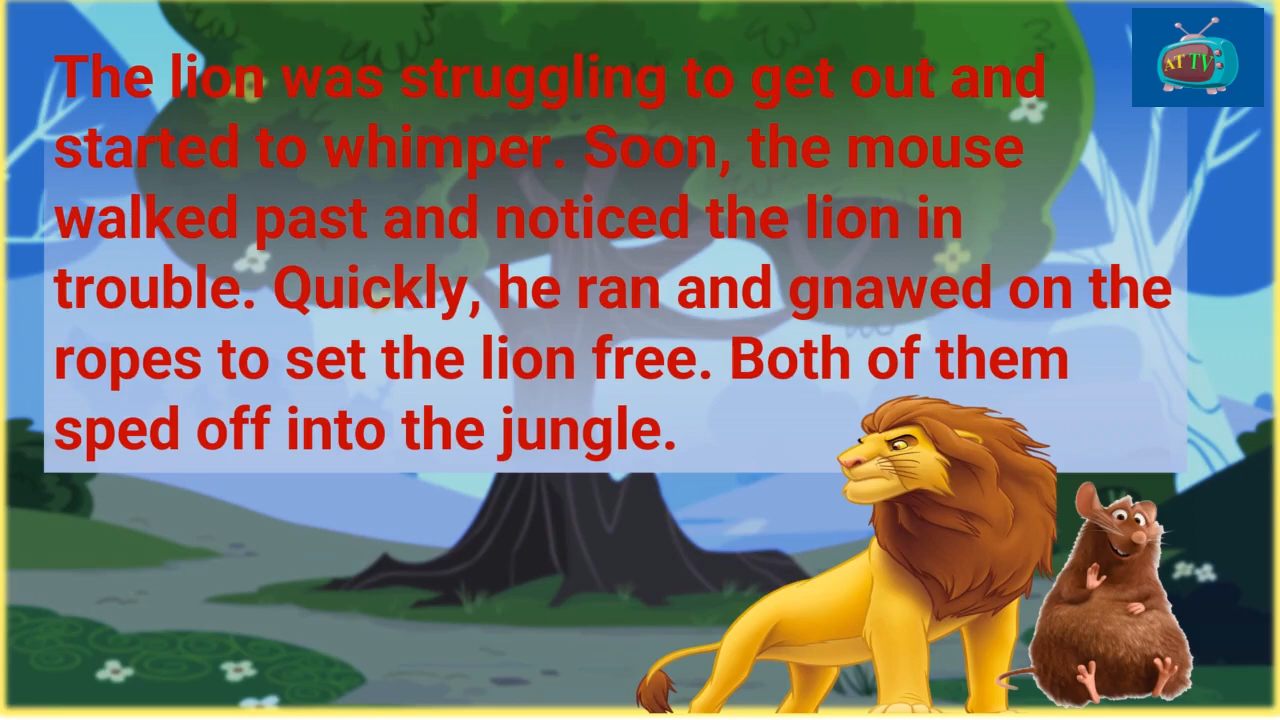 The lion was struggling to get out and
started to whimper. Soon, the mouse
walked past and noticed the lion in
trouble. Quickly, he ran and gnawed on the
ropes to set the lion free. Both of them
sped off into the jungle.
AT TV